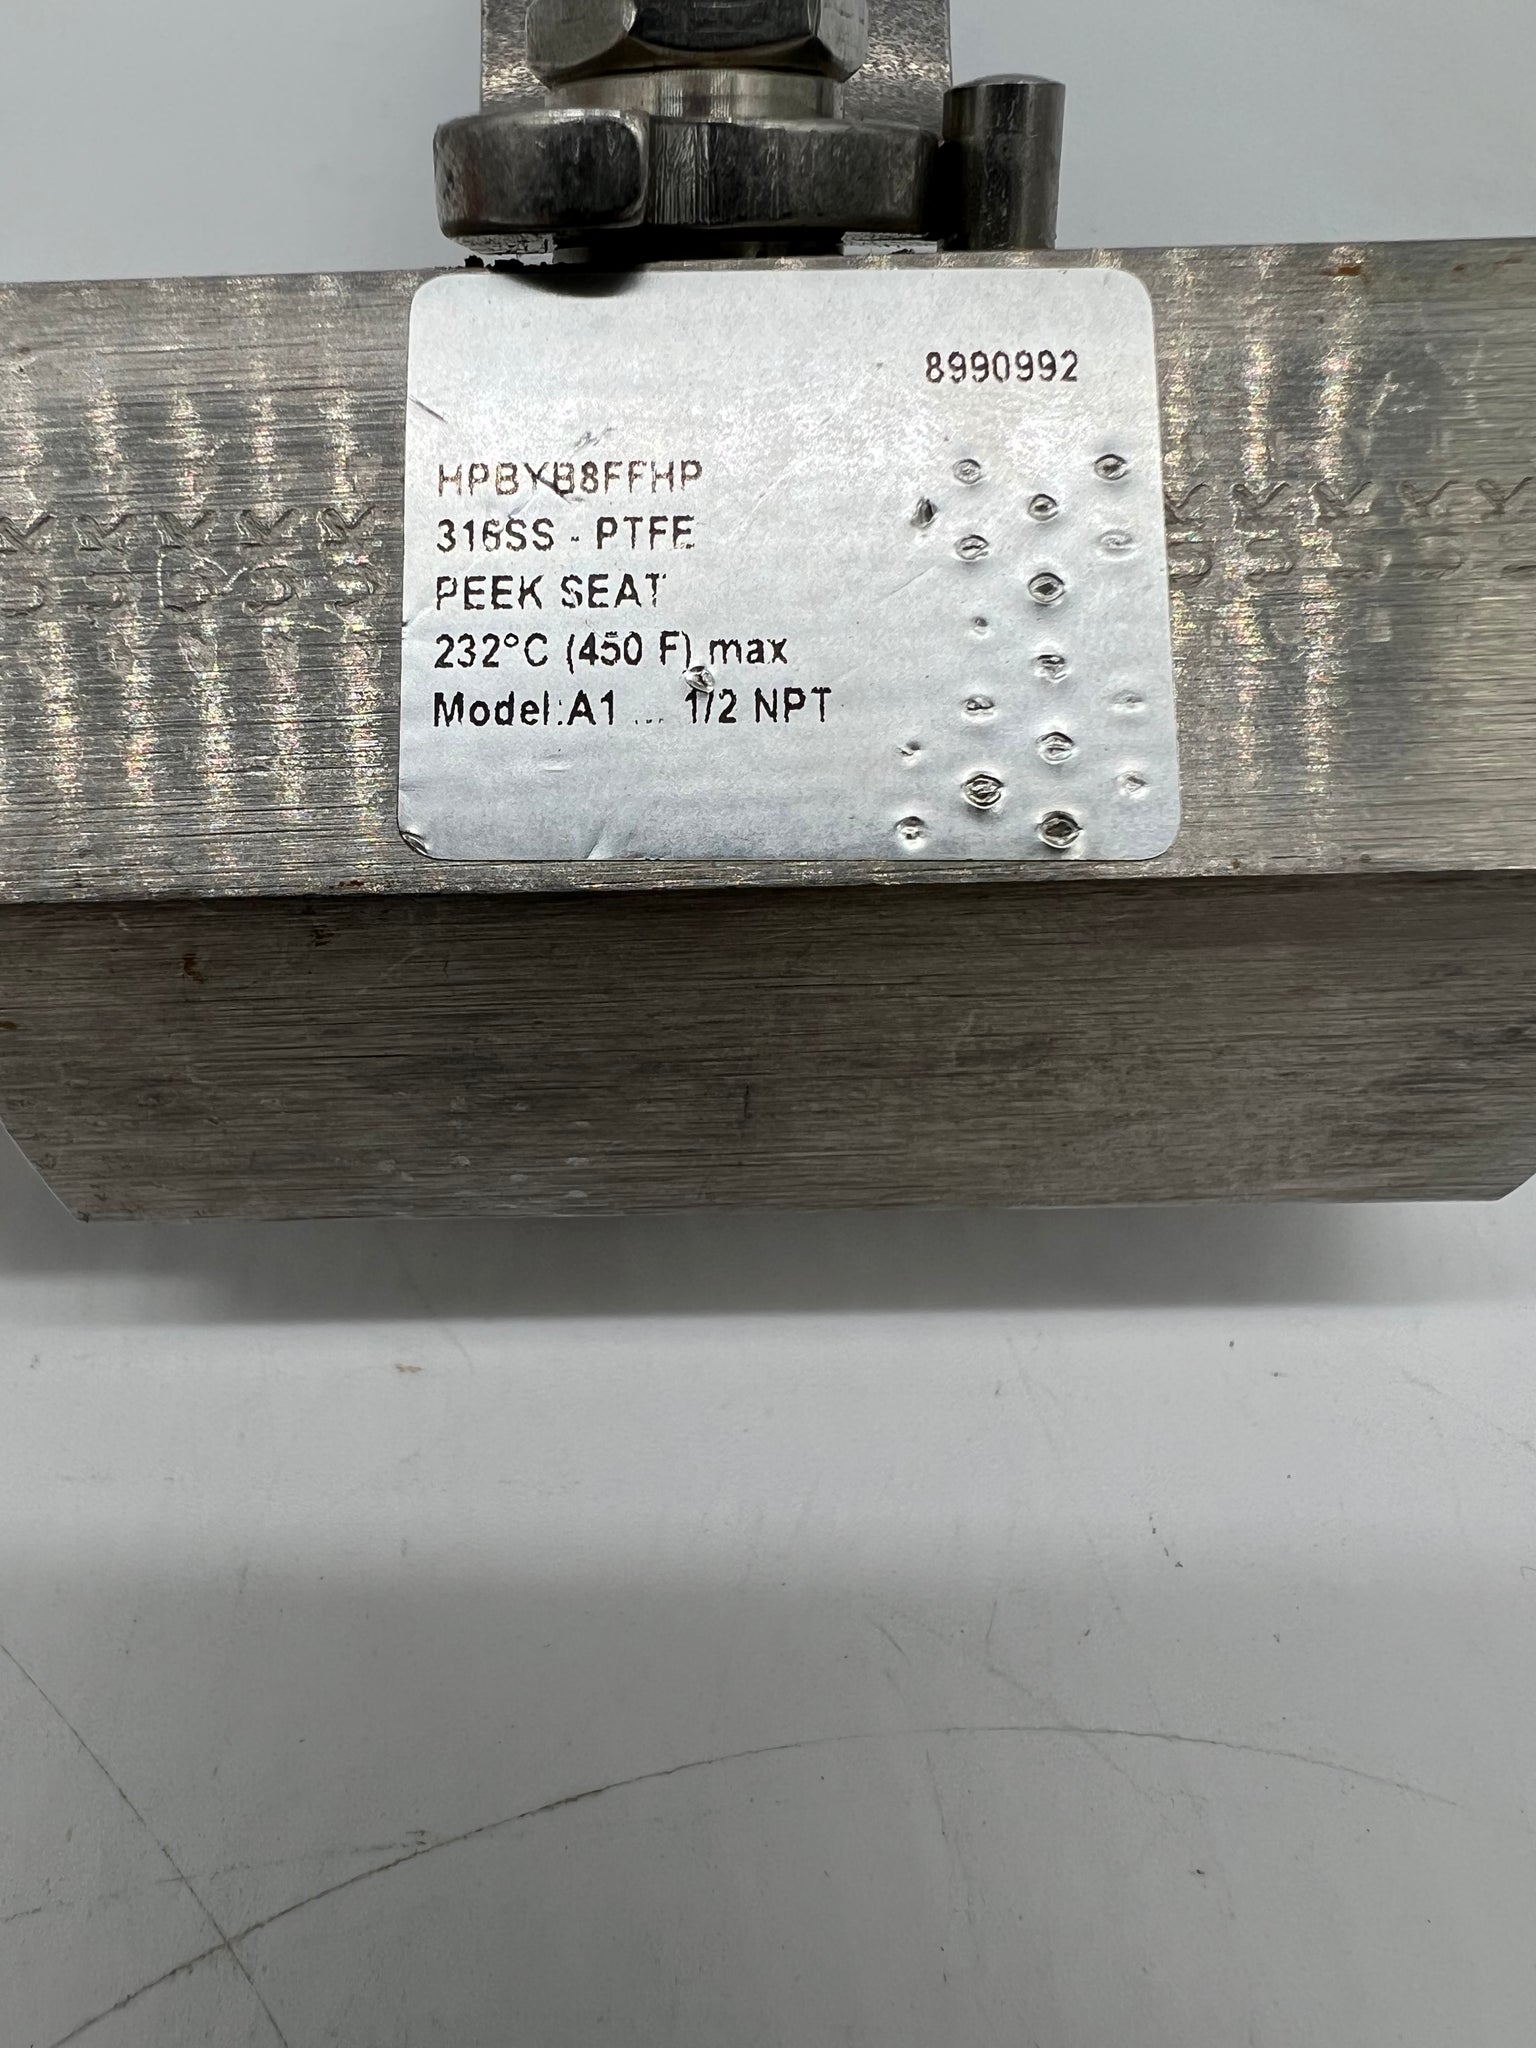 8990992
HPBYB8FFHP
316SS - PTFE
PEEK SEAT
232°C (450 F) max
Model:A1 ... 1/2 NPT